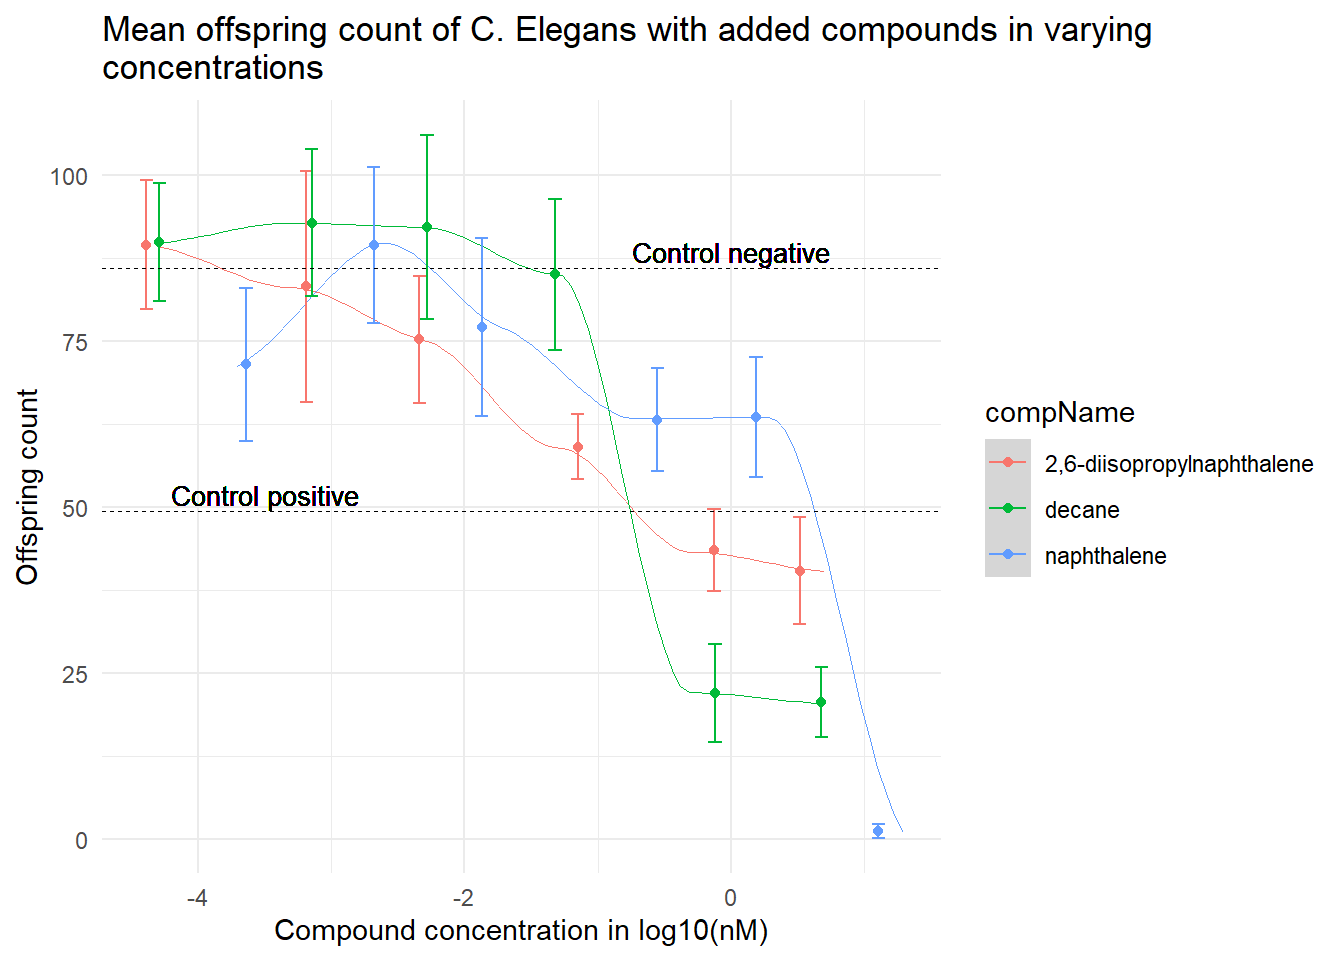 Mean offspring count of C. Elegans with added compounds in varying
concentrations
Offspring count
100
75
50
25
0
Control negative
Control positive
-4
-2
0
Compound concentration in log10(nM)
compName
2,6-diisopropylnaphthalene
decane
naphthalene